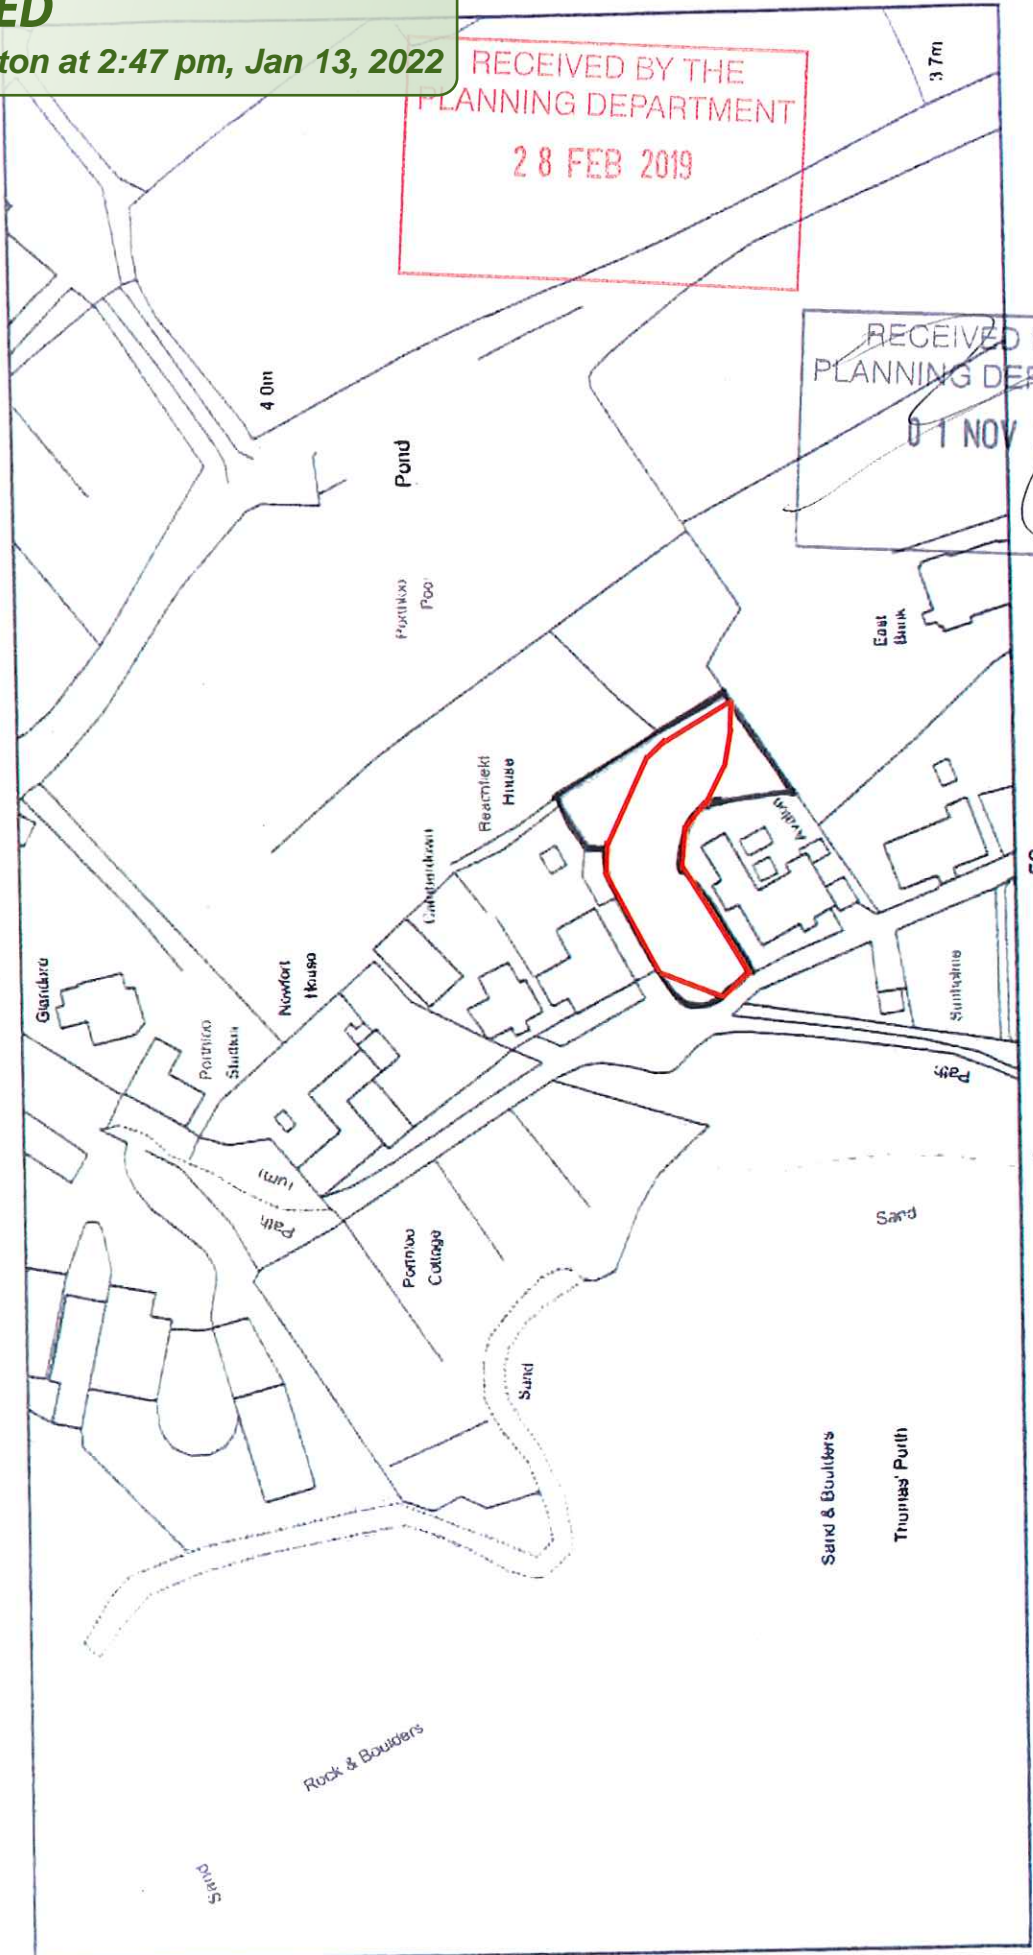 ED
ton at 2:47 pm, Jan 13, 2022
RECEIVED BY THE
PLANNING DEPARTMENT
28 FEB 2019
RECEIVED
PLANNING DE
01 NOV
3 7m
4 0m
Pond
East
Bank
House
Avalon
Glandore
Newfort
House
Path
Path
(um)
Sand
Sand
Sand & Boulders
Thomas' Porth
Rock & Boulders
Sand